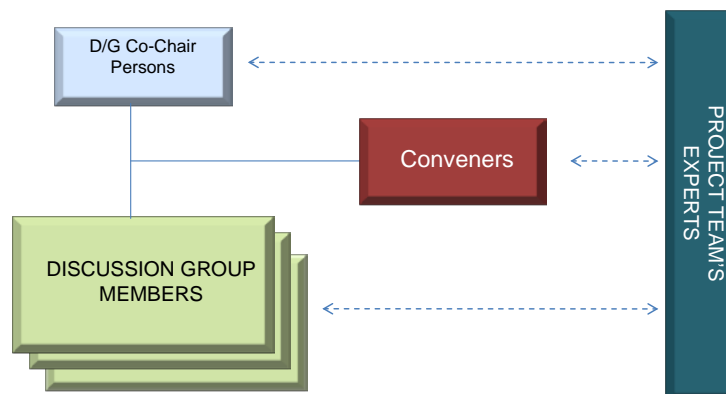 D/G Co-Chair
Persons
Conveners
DISCUSSION GROUP
MEMBERS
PROJECT TEAM'S
EXPERTS